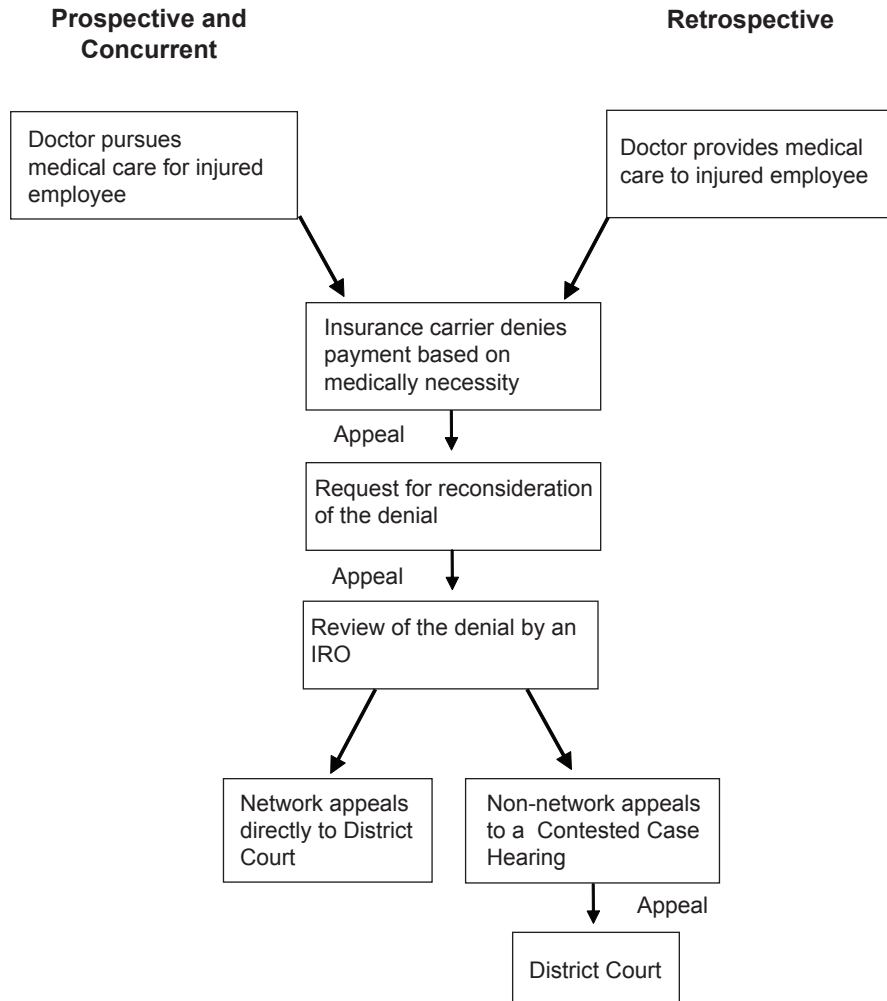 Prospective and
Concurrent
Retrospective
Doctor pursues
medical care for injured
employee
Doctor provides medical
care to injured employee
Insurance carrier denies
payment based on
medically necessity
Appeal
Request for reconsideration
of the denial
Appeal
Review of the denial by an
IRO
Network appeals
directly to District
Court
Non-network appeals
to a Contested Case
Hearing
Appeal
District Court